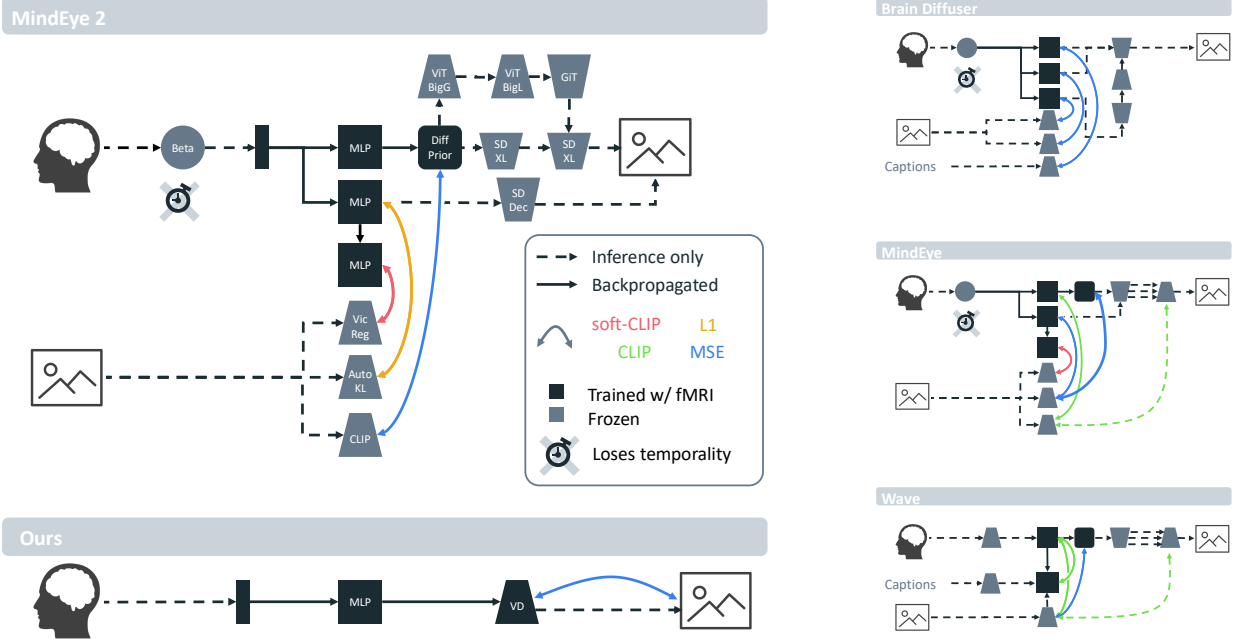 MindEye 2
ViT
BigG
ViT
BigL
GiT
Beta
MLP
Diff
Prior
SD
XL
SD
XL
MLP
SD
Dec
MLP
Vic
Reg
Auto
KL
CLIP
Inference only
Backpropagated
soft-CLIP
L1
CLIP
MSE
Trained w/ fMRI
Frozen
Loses temporality
Ours
MLP
VD
Brain Diffuser
Captions
MindEye
Wave
Captions